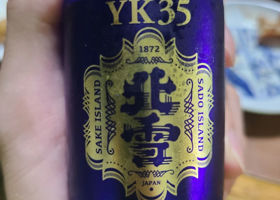 YK35
1872
SAKE ISLAND
北雪
SADO ISLAND
JAPAN